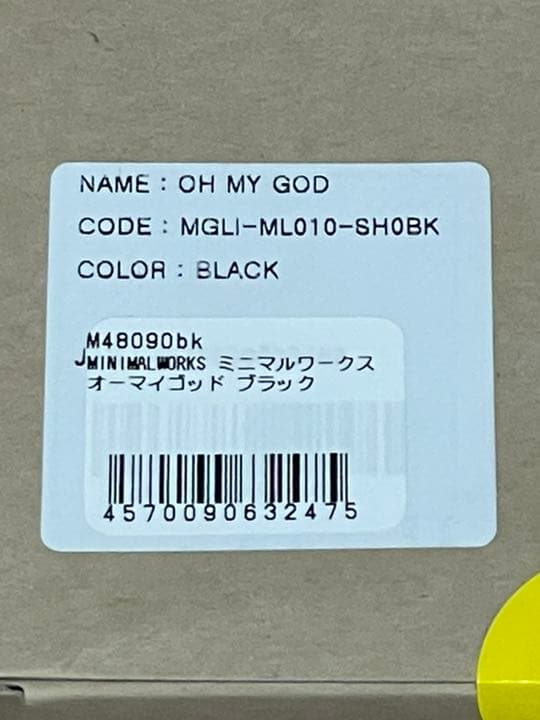 NAME : OH MY GOD
CODE : MGLI-ML010-SH0BK
COLOR : BLACK
M48090bk
MINIMALWORKS ミニマルワークス
オーマイゴッド ブラック
4570090632475